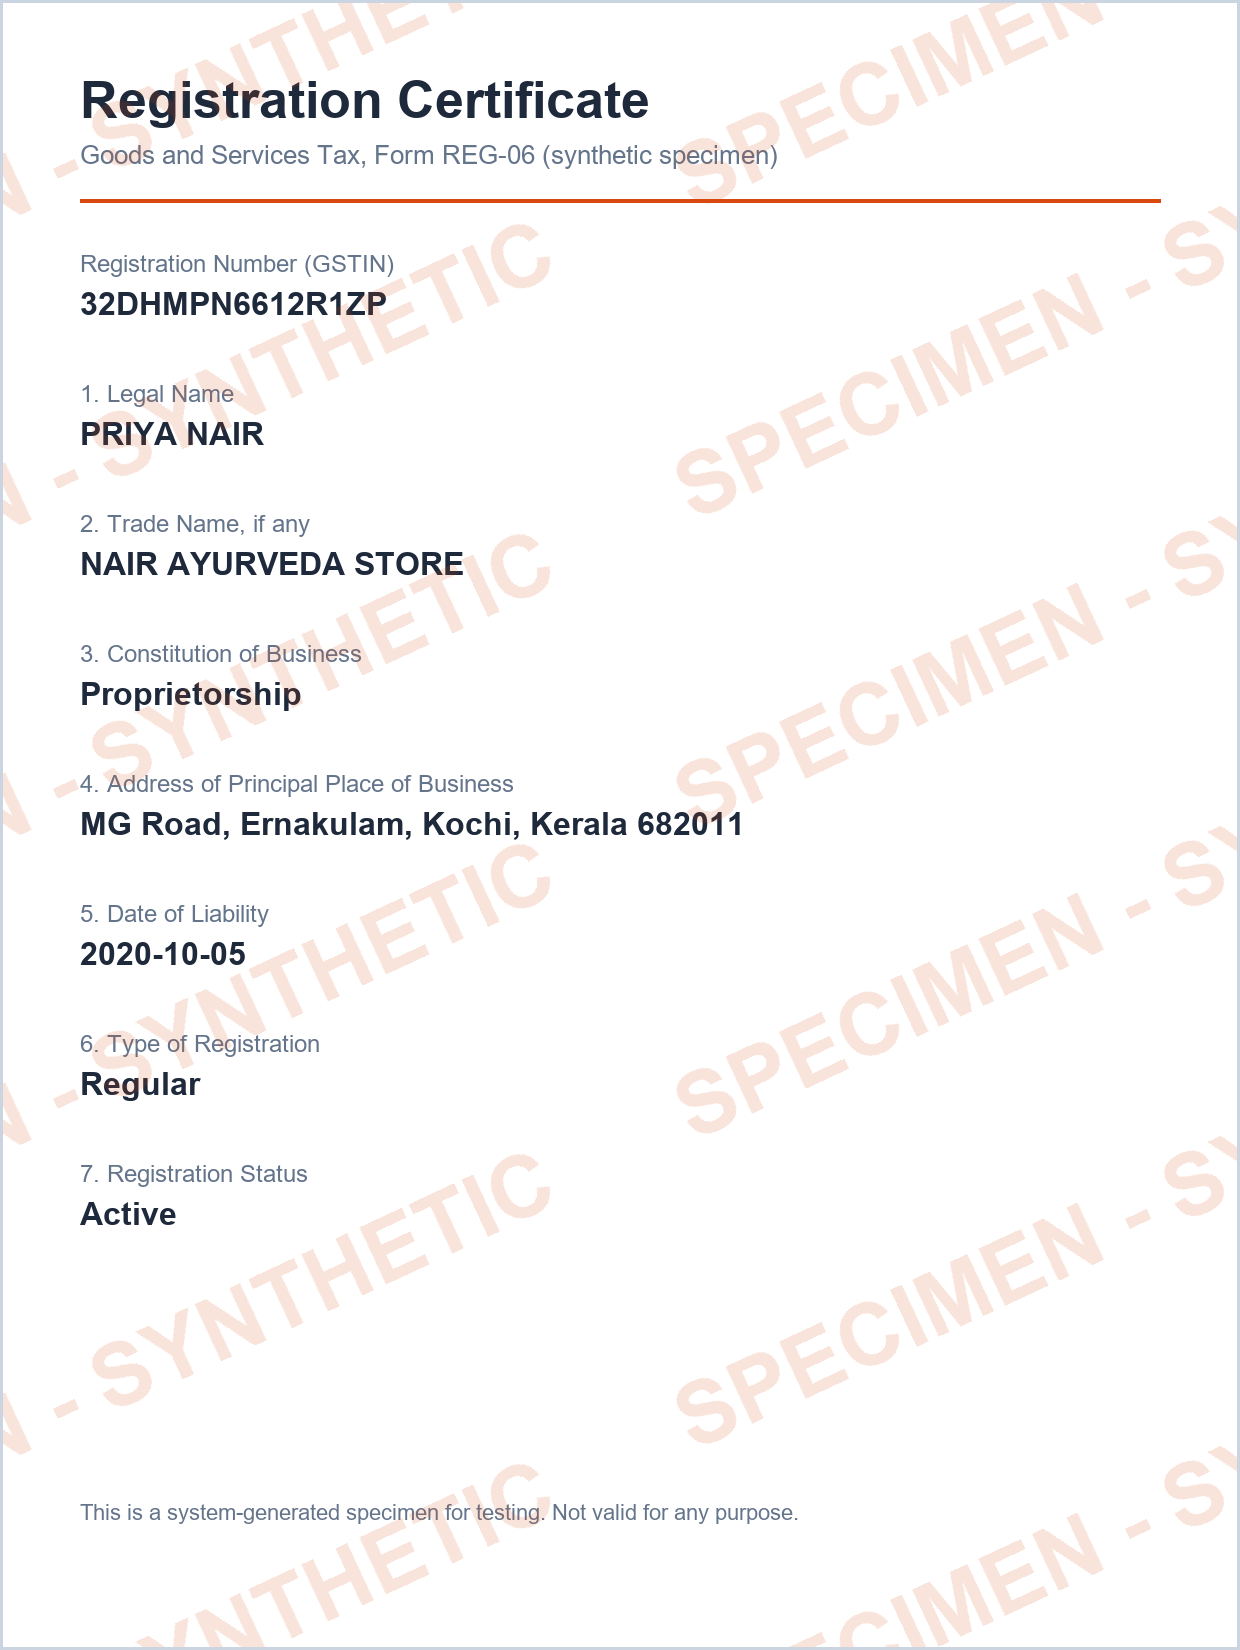 Registration Certificate
Goods and Services Tax, Form REG-06 (synthetic specimen)
Registration Number (GSTIN)
32DHMPN6612R1ZP
1. Legal Name
PRIYA NAIR
2. Trade Name, if any
NAIR AYURVEDA STORE
3. Constitution of Business
Proprietorship
4. Address of Principal Place of Business
MG Road, Ernakulam, Kochi, Kerala 682011
5. Date of Liability
2020-10-05
6. Type of Registration
Regular
7. Registration Status
Active
This is a system-generated specimen for testing. Not valid for any purpose.
SPECIMEN - SYNTHETIC